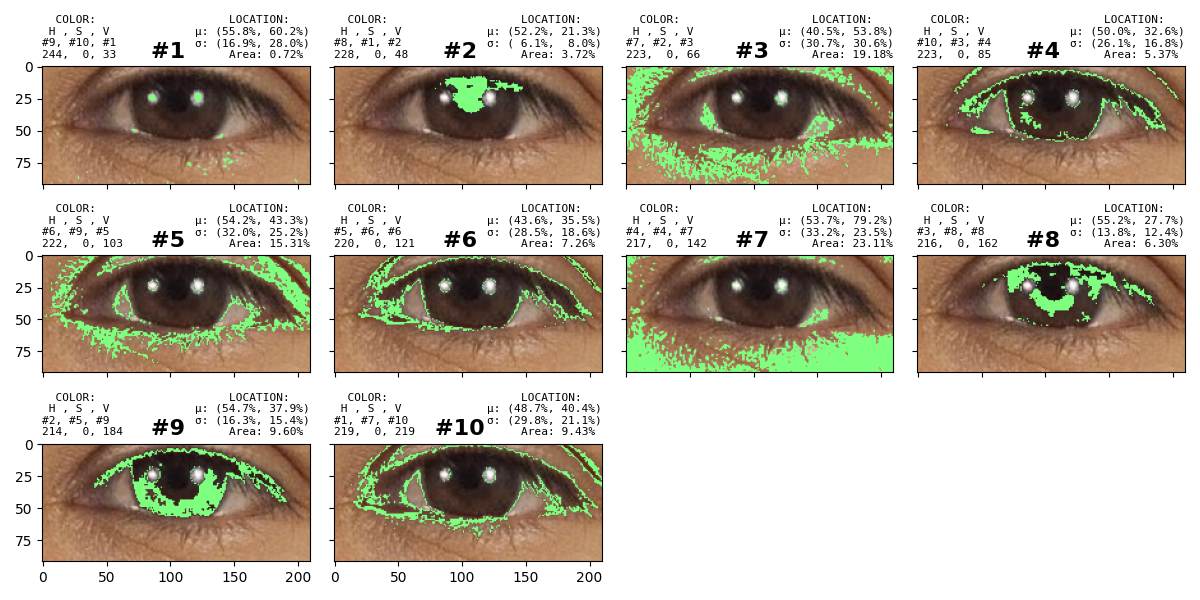 COLOR: LOCATION:
H , S , V μ: (55.8%, 60.2%)
#9, #10, #1 σ: (16.9%, 28.0%)
244, 0, 33 #1 Area: 0.72%
COLOR: LOCATION:
H , S , V μ: (52.2%, 21.3%)
#8, #1, #2 σ: ( 6.1%, 8.0%)
228, 0, 48 #2 Area: 3.72%
COLOR: LOCATION:
H , S , V μ: (40.5%, 53.8%)
#7, #2, #3 σ: (30.7%, 30.6%)
223, 0, 66 #3 Area: 19.18%
COLOR: LOCATION:
H , S , V μ: (50.0%, 32.6%)
#10, #3, #4 σ: (26.1%, 16.8%)
223, 0, 85 #4 Area: 5.37%
0
25
50
75
COLOR: LOCATION:
H , S , V μ: (54.2%, 43.3%)
#6, #9, #5 σ: (32.0%, 25.2%)
222, 0, 103 #5 Area: 15.31%
COLOR: LOCATION:
H , S , V μ: (43.6%, 35.5%)
#5, #6, #6 σ: (28.5%, 18.6%)
220, 0, 121 #6 Area: 7.26%
COLOR: LOCATION:
H , S , V μ: (53.7%, 79.2%)
#4, #4, #7 σ: (33.2%, 23.5%)
217, 0, 142 #7 Area: 23.11%
COLOR: LOCATION:
H , S , V μ: (55.2%, 27.7%)
#3, #8, #8 σ: (13.8%, 12.4%)
216, 0, 162 #8 Area: 6.30%
0
25
50
75
COLOR: LOCATION:
H , S , V μ: (54.7%, 37.9%)
#2, #5, #9 σ: (16.3%, 15.4%)
214, 0, 184 #9 Area: 9.60%
COLOR: LOCATION:
H , S , V μ: (48.7%, 40.4%)
#1, #7, #10 σ: (29.8%, 21.1%)
219, 0, 219 #10 Area: 9.43%
0
25
50
75
0 50 100 150 200
0 50 100 150 200